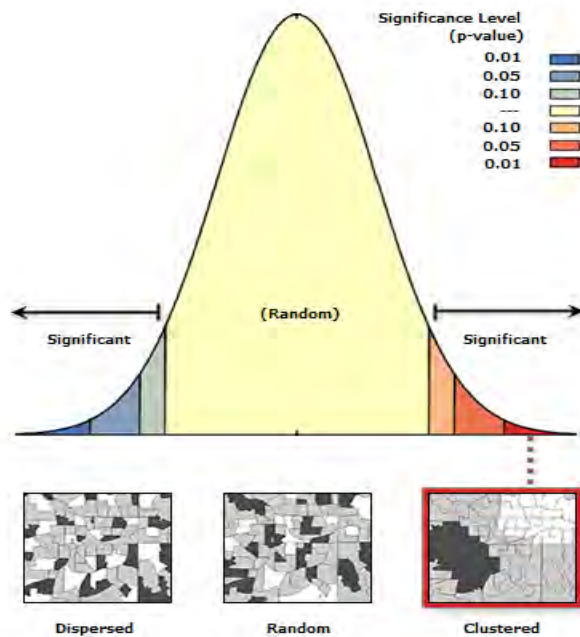 Significance Level
(p-value)
0.01
0.05
0.10
---
0.10
0.05
0.01
(Random)
Significant
Significant
Dispersed
Random
Clustered